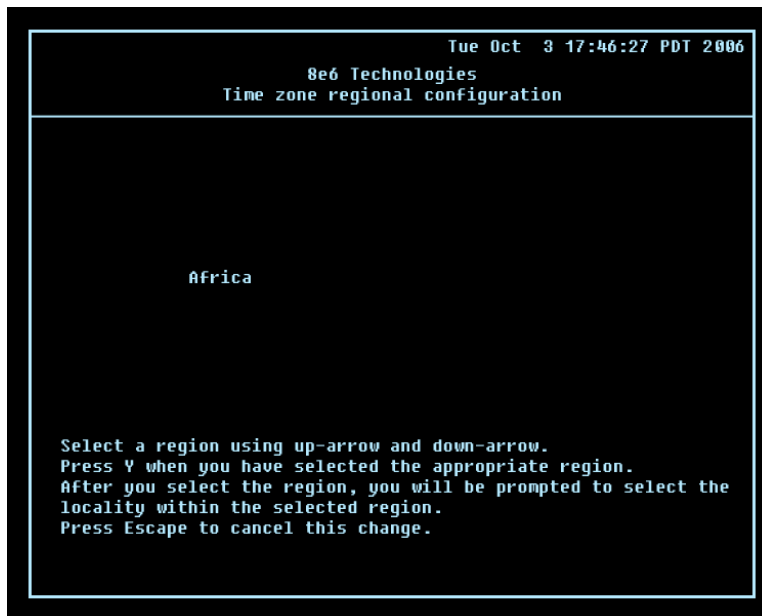 Tue Oct  3 17:46:27 PDT 2006
8e6 Technologies
Time zone regional configuration
Africa
Select a region using up-arrow and down-arrow.
Press Y when you have selected the appropriate region.
After you select the region, you will be prompted to select the
locality within the selected region.
Press Escape to cancel this change.